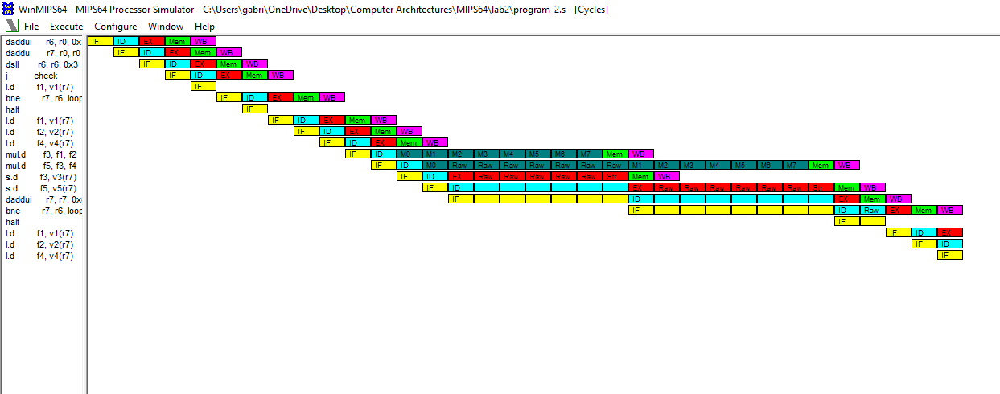 WinMIPS64 - MIPS64 Processor Simulator - C:\Users\gabri\OneDrive\Desktop\Computer Architectures\MIPS64\lab2\program_2.s - [Cycles]
File Execute Configure Window Help
daddui r6, r0, 0x IF ID EX Mem WB
daddu r7, r0, r0 IF ID EX Mem WB
dsll r6, r6, 0x3 IF ID EX Mem WB
j check IF ID EX Mem WB
l.d f1, v1(r7) IF
bne r7, r6, loop IF ID EX Mem WB
halt IF
l.d f1, v1(r7) IF ID EX Mem WB
l.d f2, v2(r7) IF ID EX Mem WB
l.d f4, v4(r7) IF ID EX Mem WB
mul.d f3, f1, f2 IF ID M0 M1 M2 M3 M4 M5 M6 M7 Mem WB
mul.d f5, f3, f4 IF ID M0 Raw Raw Raw Raw Raw Raw Raw M1 M2 M3 M4 M5 M6 M7 Mem WB
s.d f3, v3(r7) IF ID EX Raw Raw Raw Raw Raw Str Mem WB
s.d f5, v5(r7) IF ID EX Raw Raw Raw Raw Raw Raw Str Mem WB
daddui r7, r7, 0x IF ID EX Mem WB
bne r7, r6, loop IF ID Raw EX Mem WB
halt IF
l.d f1, v1(r7) IF ID EX
l.d f2, v2(r7) IF ID
l.d f4, v4(r7) IF